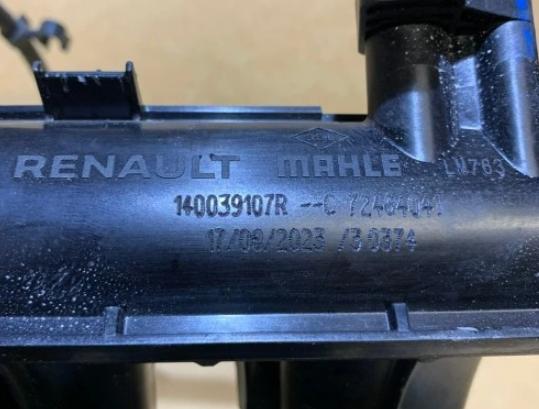 RENAULT MAHLE LM763
140039107R --C 72464041
17/09/2023 /3 0374